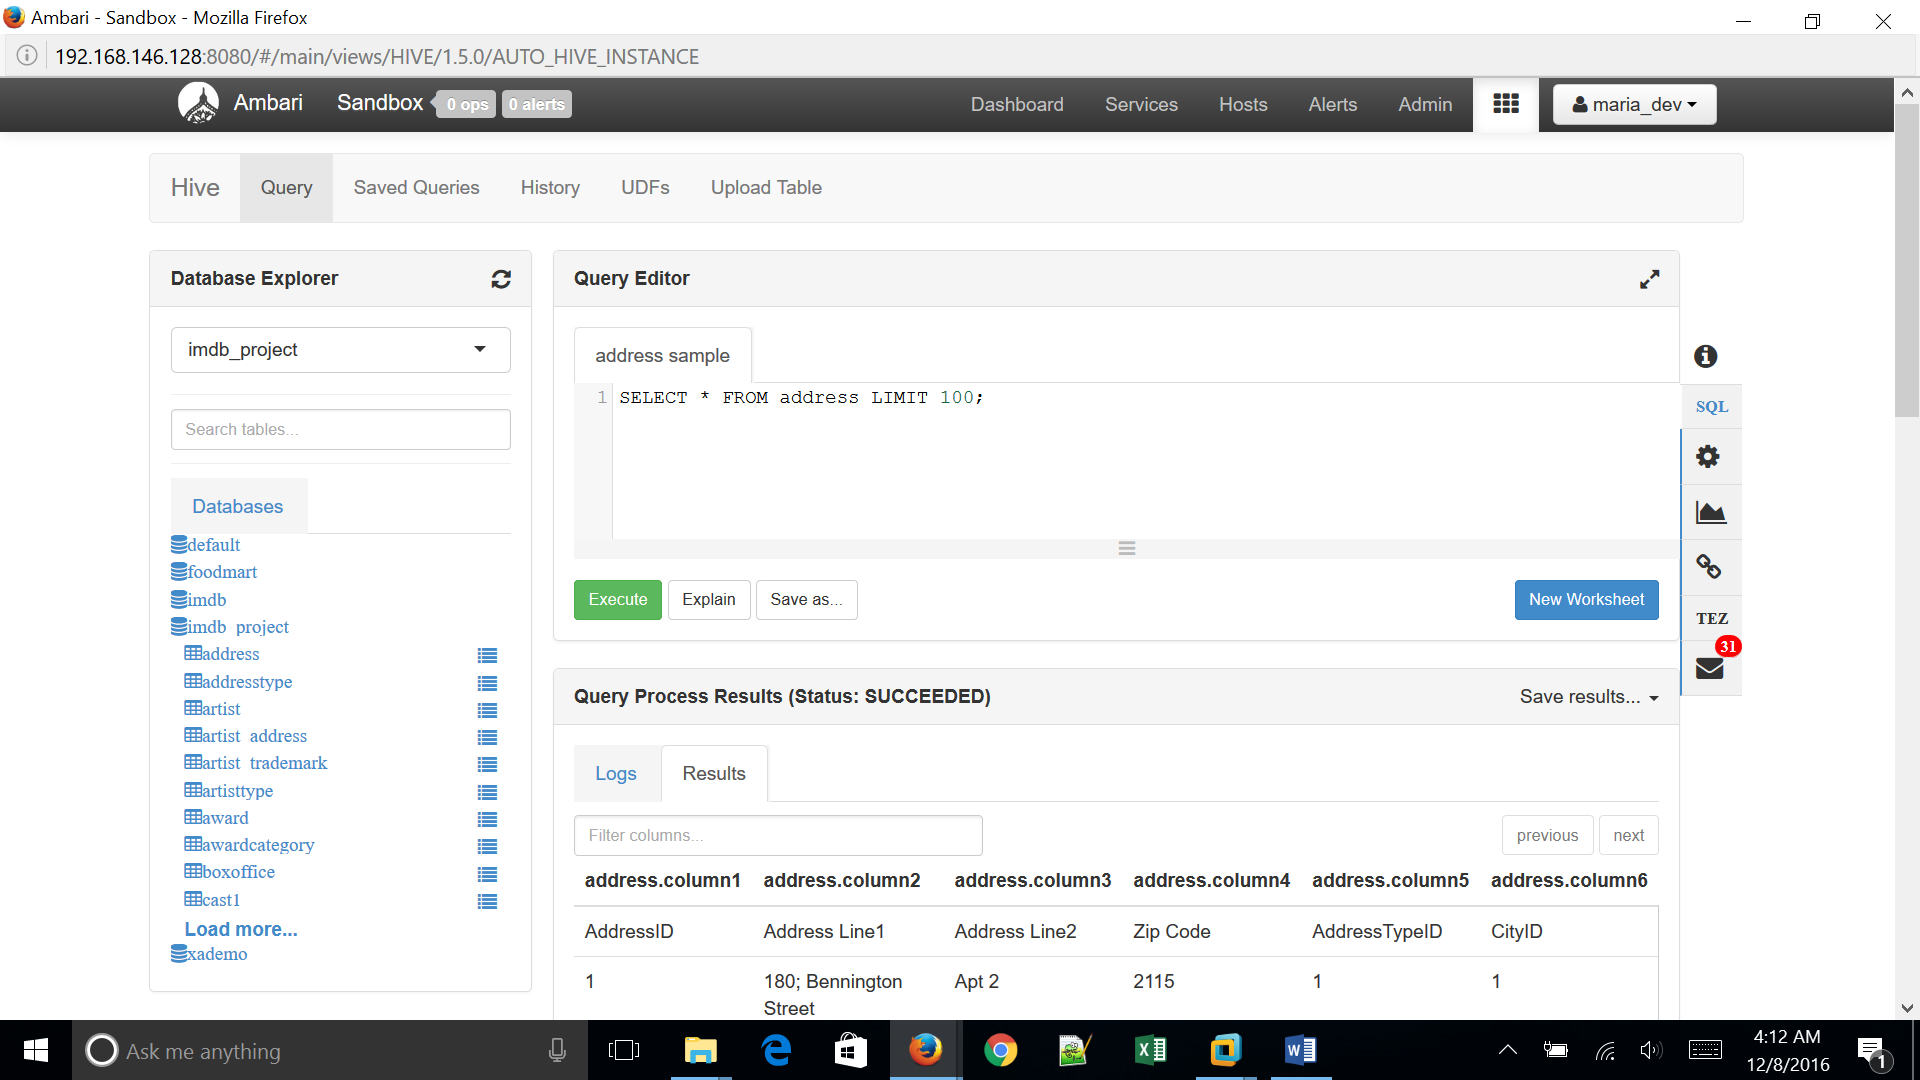 Ambari - Sandbox - Mozilla Firefox
192.168.146.128:8080/#/main/views/HIVE/1.5.0/AUTO_HIVE_INSTANCE
Ambari Sandbox 0 ops 0 alerts Dashboard Services Hosts Alerts Admin maria_dev
Hive Query Saved Queries History UDFs Upload Table
Database Explorer
imdb_project
Search tables...
Databases
default
foodmart
imdb
imdb_project
address
addresstype
artist
artist_address
artist_trademark
artisttype
award
awardcategory
boxoffice
cast1
Load more...
xademo
Query Editor
address sample
1 SELECT * FROM address LIMIT 100;
Execute Explain Save as... New Worksheet
SQL
TEZ
31
Query Process Results (Status: SUCCEEDED) Save results...
Logs Results
Filter columns... previous next
address.column1 address.column2 address.column3 address.column4 address.column5 address.column6
AddressID Address Line1 Address Line2 Zip Code AddressTypeID CityID
1 180; Bennington Apt 2 2115 1 1
Street
Ask me anything
4:12 AM
12/8/2016
1